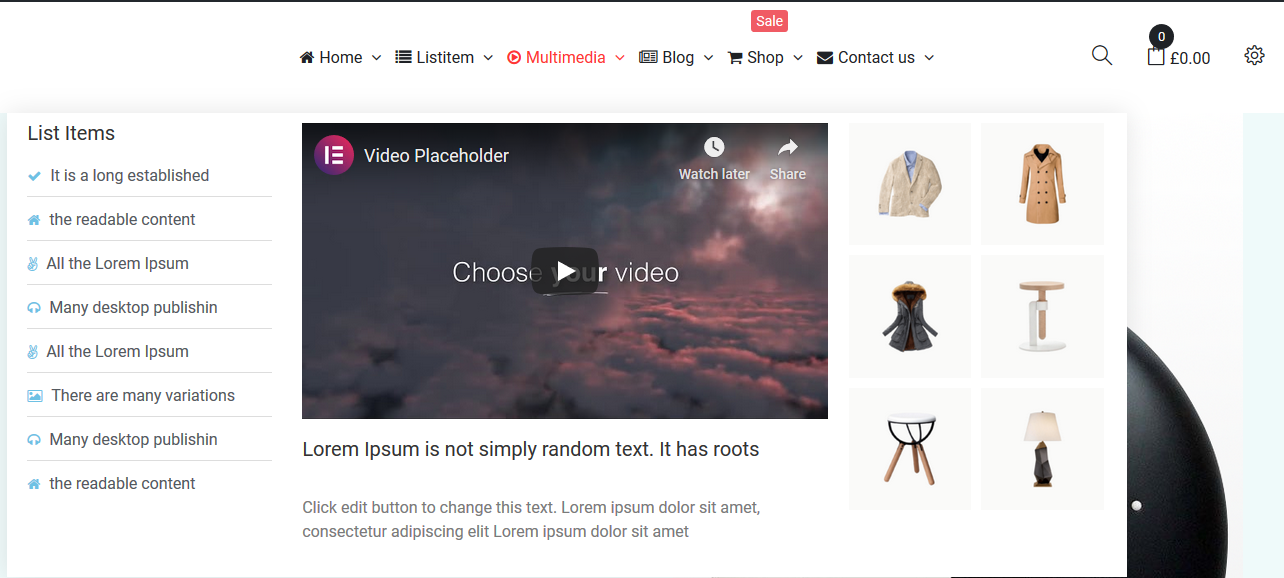 Sale
Home
Listitem
Multimedia
Blog
Shop
Contact us
0
£0.00
List Items
It is a long established
the readable content
All the Lorem Ipsum
Many desktop publishin
All the Lorem Ipsum
There are many variations
Many desktop publishin
the readable content
Video Placeholder
Watch later
Share
Choose your video
Lorem Ipsum is not simply random text. It has roots
Click edit button to change this text. Lorem ipsum dolor sit amet,
consectetur adipiscing elit Lorem ipsum dolor sit amet